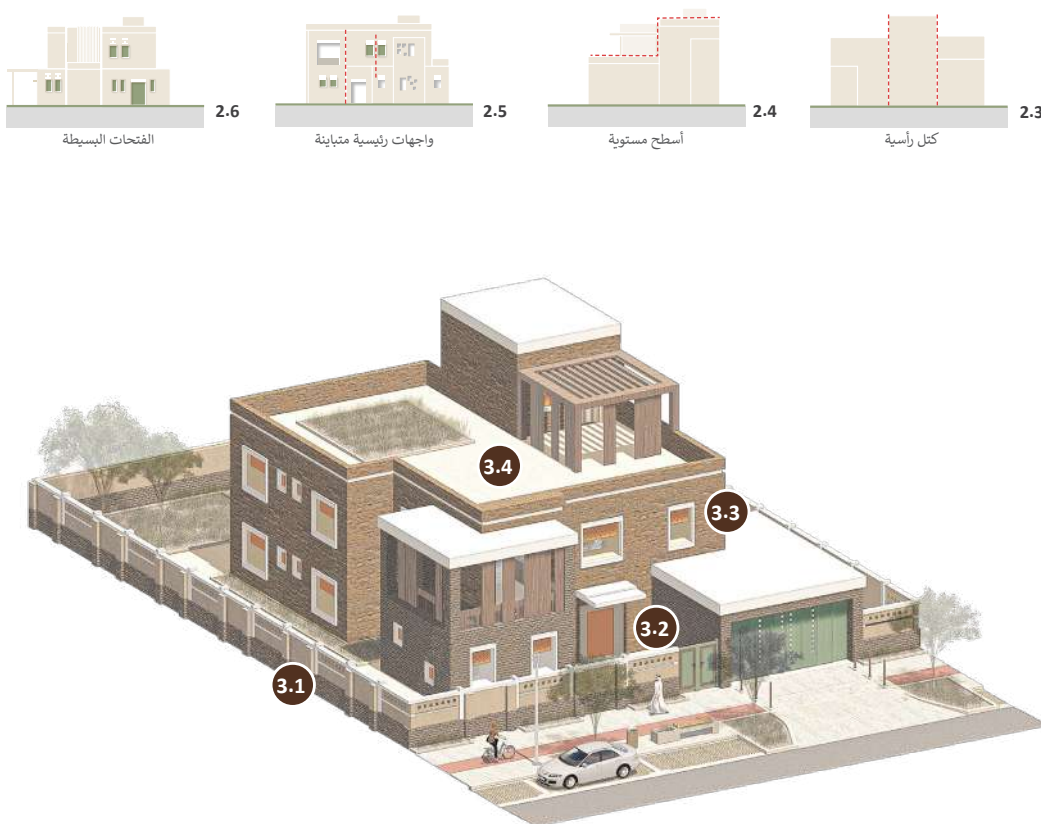 2.3
كتل رأسية
2.4
أسطح مستوية
2.5
واجهات رئيسية متباينة
2.6
الفتحات البسيطة
3.4
3.3
3.2
3.1